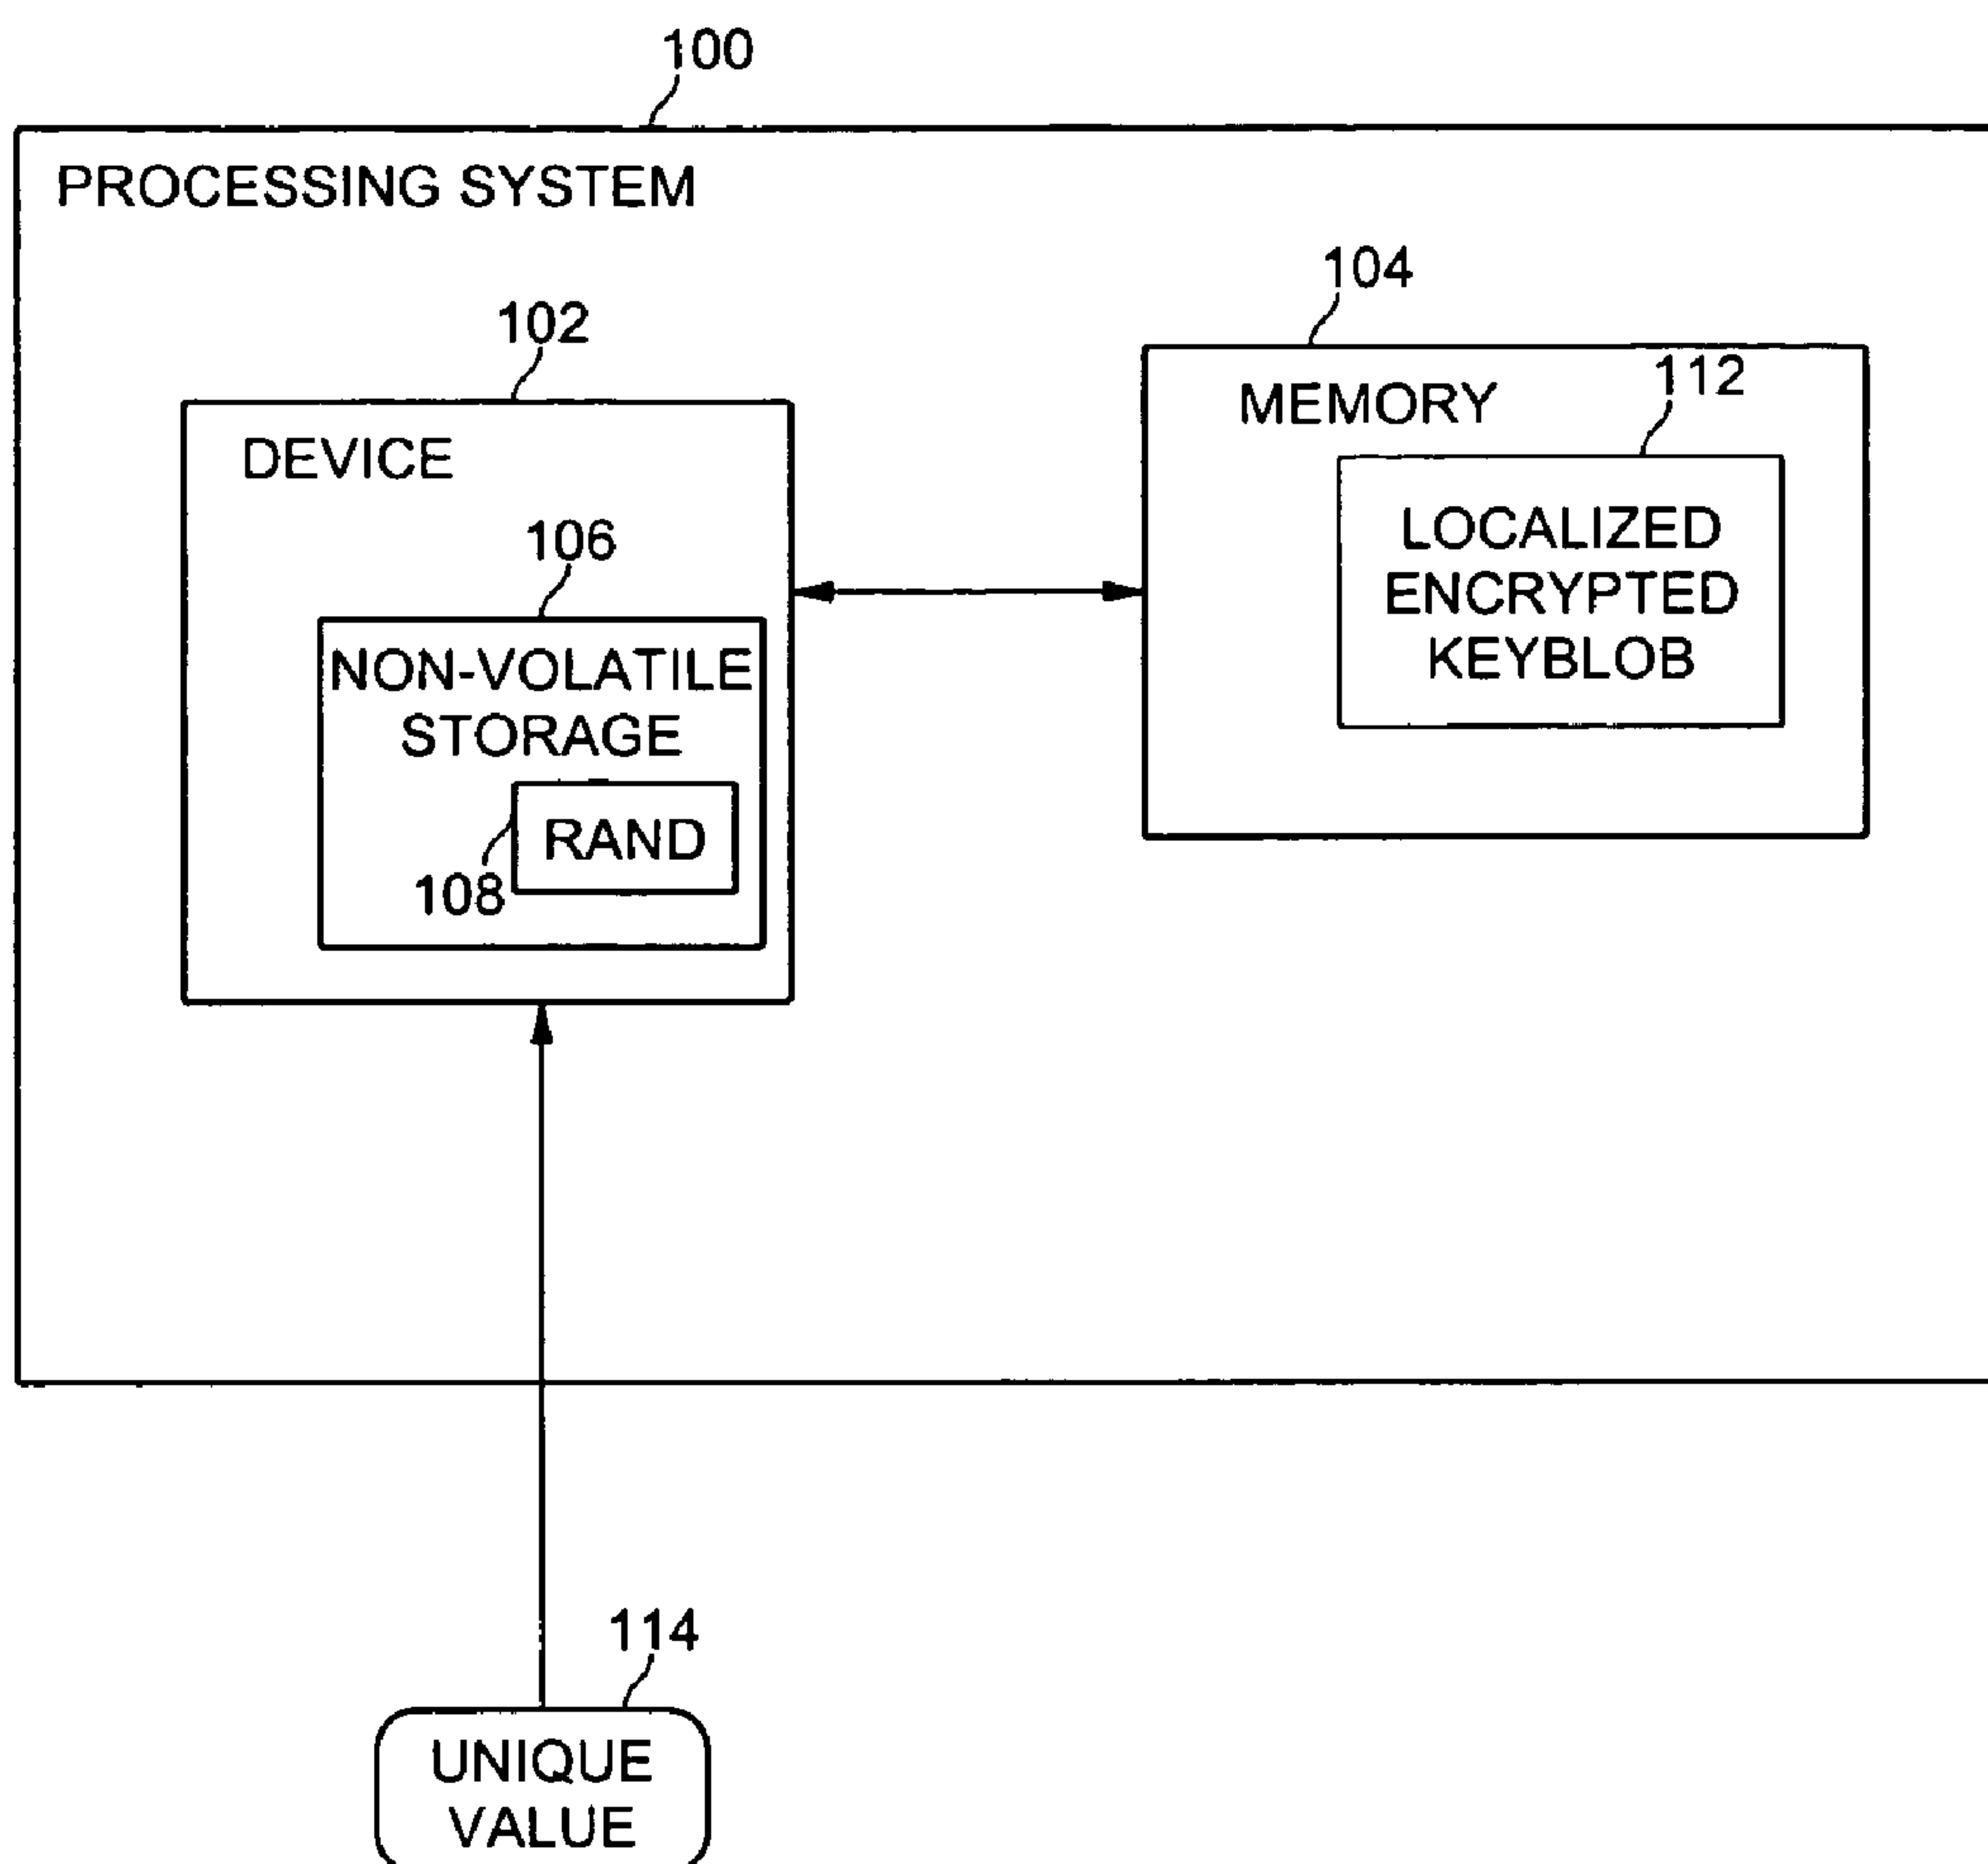 100
PROCESSING SYSTEM
104
102
112
MEMORY
DEVICE
LOCALIZED
ENCRYPTED
KEYBLOB
106
NON-VOLATILE
STORAGE
RAND
108
114
UNIQUE
VALUE